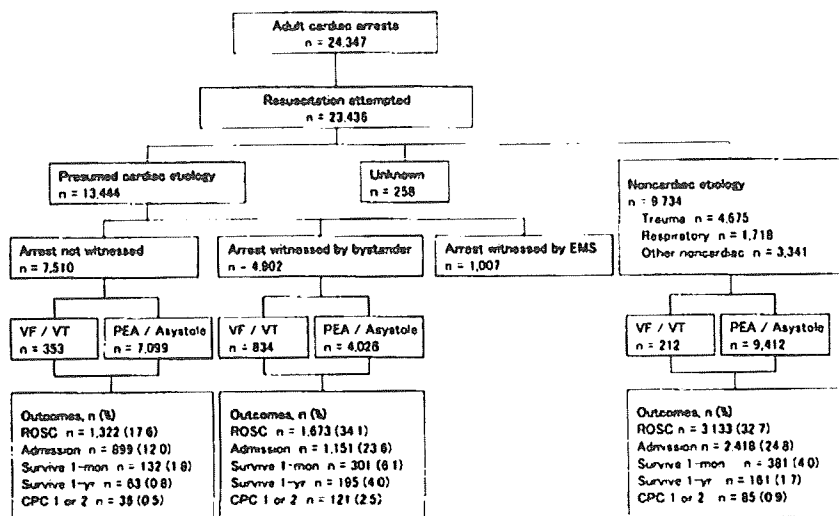 Adult cardiac arrests
n = 24,347
Resuscitation attempted
n = 23,436
Presumed cardiac etiology
n = 13,444
Unknown
n = 258
Noncardiac etiology
n = 9 734
Trauma n = 4,675
Respiratory n = 1,718
Other noncardiac n = 3,341
Arrest not witnessed
n = 7,510
Arrest witnessed by bystander
n = 4,902
Arrest witnessed by EMS
n = 1,007
VF / VT
n = 353
PEA / Asystole
n = 7,099
VF / VT
n = 834
PEA / Asystole
n = 4,026
VF / VT
n = 212
PEA / Asystole
n = 9,412
Outcomes, n (%)
ROSC n = 1,322 (17.6)
Admission n = 899 (12.0)
Survive 1-mon n = 132 (1.8)
Survive 1-yr n = 63 (0.8)
CPC 1 or 2 n = 38 (0.5)
Outcomes, n (%)
ROSC n = 1,673 (34.1)
Admission n = 1,151 (23.6)
Survive 1-mon n = 301 (6.1)
Survive 1-yr n = 195 (4.0)
CPC 1 or 2 n = 121 (2.5)
Outcomes, n (%)
ROSC n = 3 133 (32.7)
Admission n = 2,418 (24.8)
Survive 1-mon n = 381 (4.0)
Survive 1-yr n = 161 (1.7)
CPC 1 or 2 n = 85 (0.9)